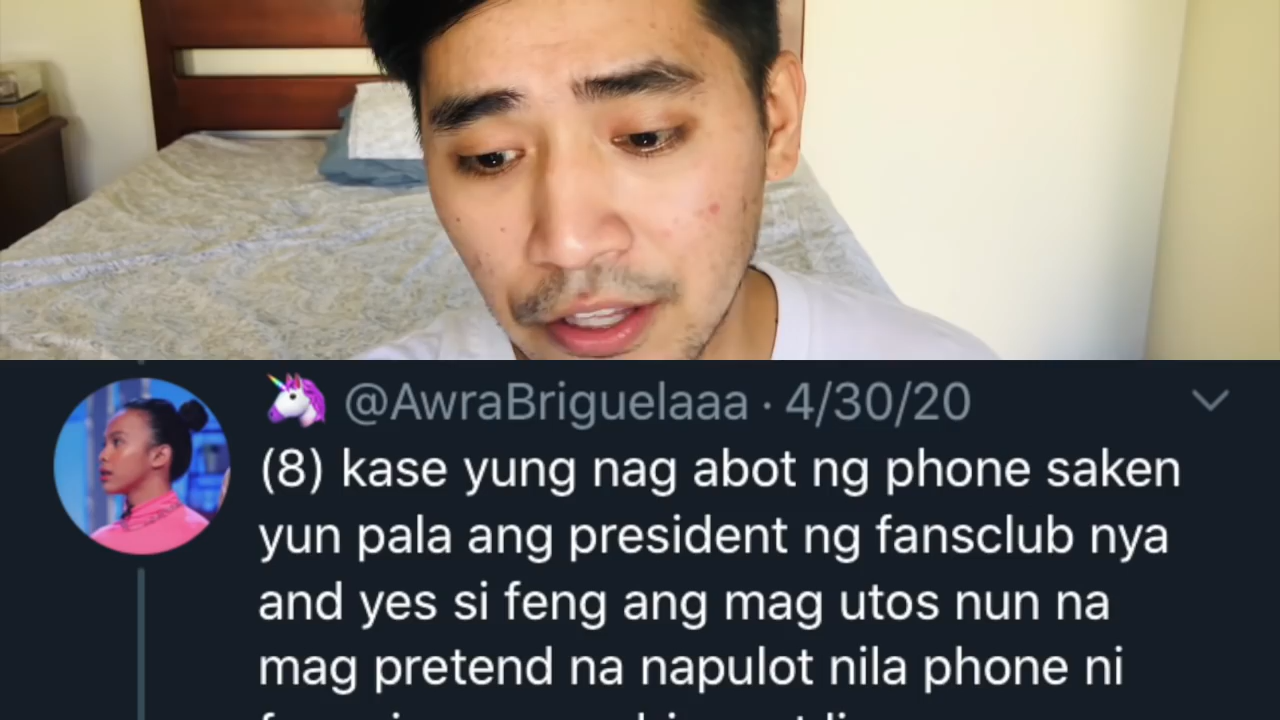 @AwraBriguelaaa · 4/30/20
(8) kase yung nag abot ng phone saken
yun pala ang president ng fansclub nya
and yes si feng ang mag utos nun na
mag pretend na napulot nila phone ni